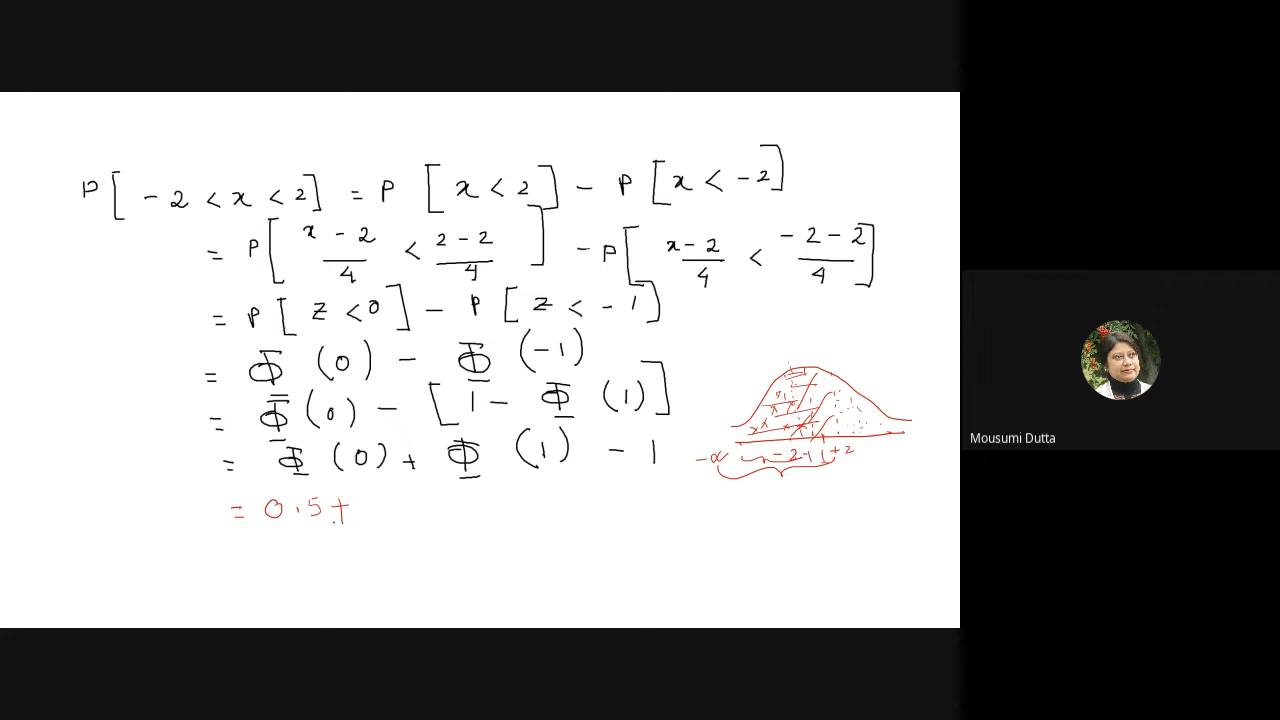 P[ - 2 < x < 2] = P [x < 2] - P [x < -2]
= P[ x - 2 / 4 < 2 - 2 / 4 ] - P[ x - 2 / 4 < - 2 - 2 / 4 ]
= P [ Z < 0] - P [ Z < - 1]
= Φ (0) - Φ (-1)
= Φ (0) - [1 - Φ (1)]
= Φ (0) + Φ (1) - 1
= 0.5+
Mousumi Dutta